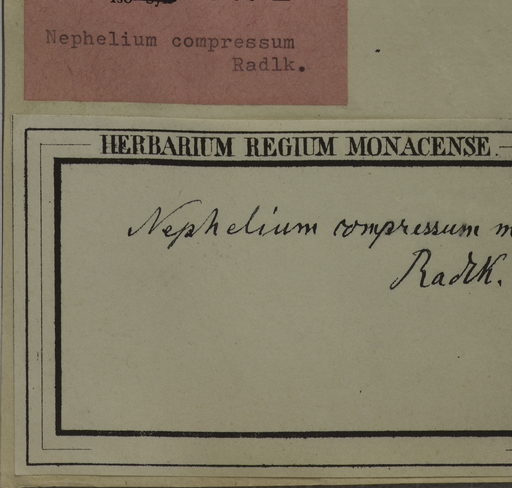 Nephelium compressum
Radlk.
HERBARIUM REGIUM MONACENSE.
Nephelium compressum m
Radlk.